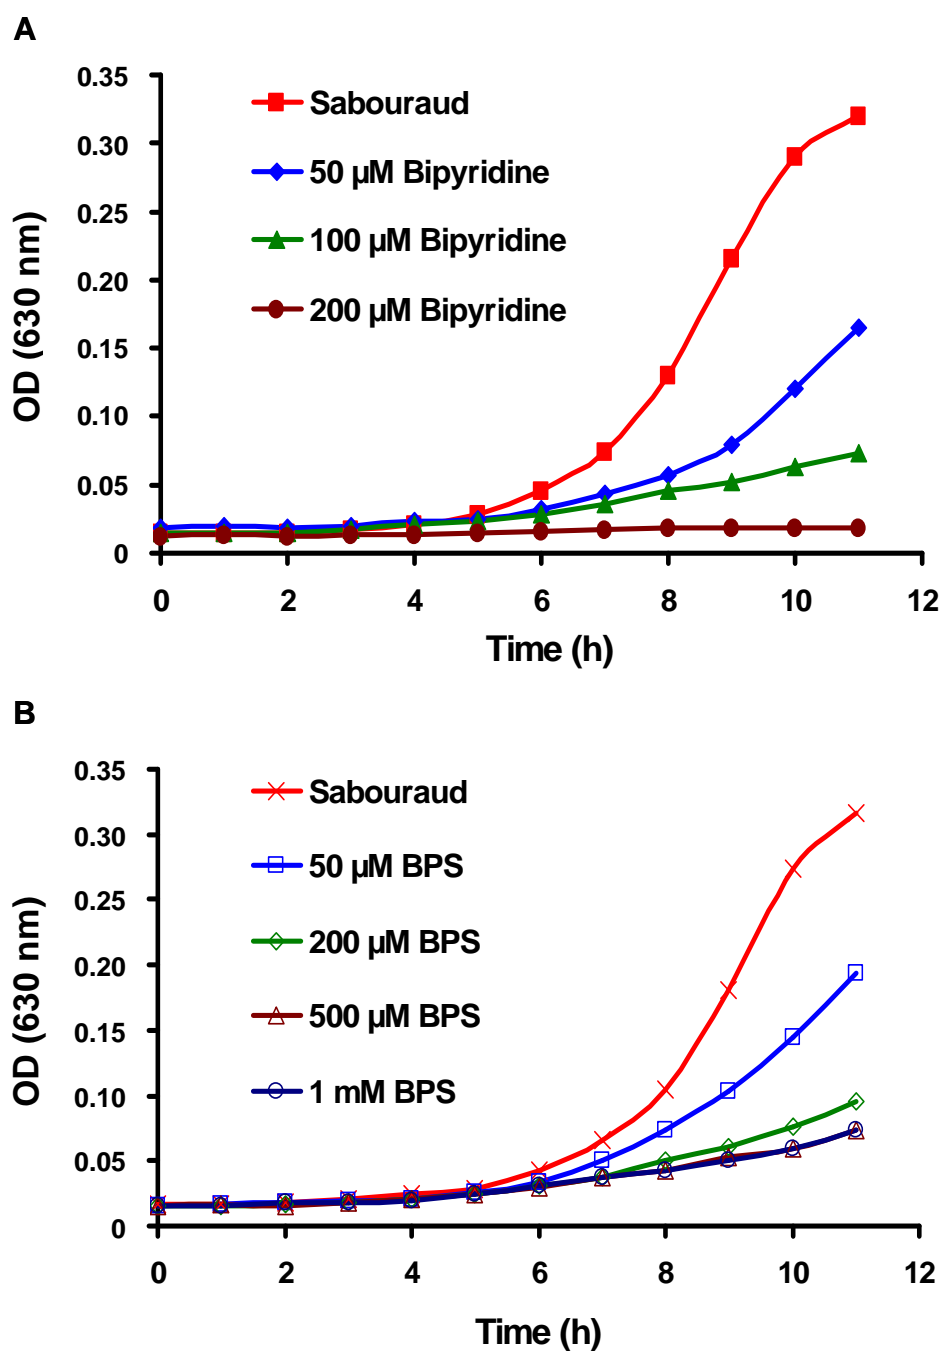 A
0.35
0.30
0.25
0.20
0.15
0.10
0.05
0
OD (630 nm)
Sabouraud
50 µM Bipyridine
100 µM Bipyridine
200 µM Bipyridine
0 2 4 6 8 10 12
Time (h)
B
0.35
0.30
0.25
0.20
0.15
0.10
0.05
0
OD (630 nm)
Sabouraud
50 µM BPS
200 µM BPS
500 µM BPS
1 mM BPS
0 2 4 6 8 10 12
Time (h)